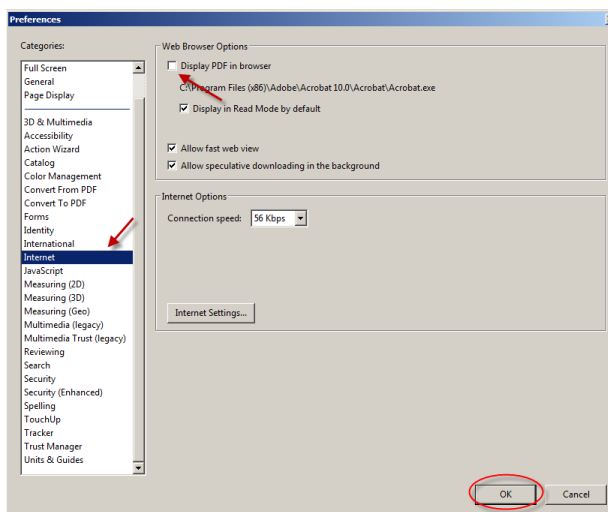 Preferences
Categories:
Full Screen
General
Page Display
3D & Multimedia
Accessibility
Action Wizard
Catalog
Color Management
Convert From PDF
Convert To PDF
Forms
Identity
International
Internet
JavaScript
Measuring (2D)
Measuring (3D)
Measuring (Geo)
Multimedia (legacy)
Multimedia Trust (legacy)
Reviewing
Search
Security
Security (Enhanced)
Spelling
TouchUp
Tracker
Trust Manager
Units & Guides
Web Browser Options
Display PDF in browser
C:\Program Files (x86)\Adobe\Acrobat 10.0\Acrobat\Acrobat.exe
Display in Read Mode by default
Allow fast web view
Allow speculative downloading in the background
Internet Options
Connection speed: 56 Kbps
Internet Settings...
OK Cancel